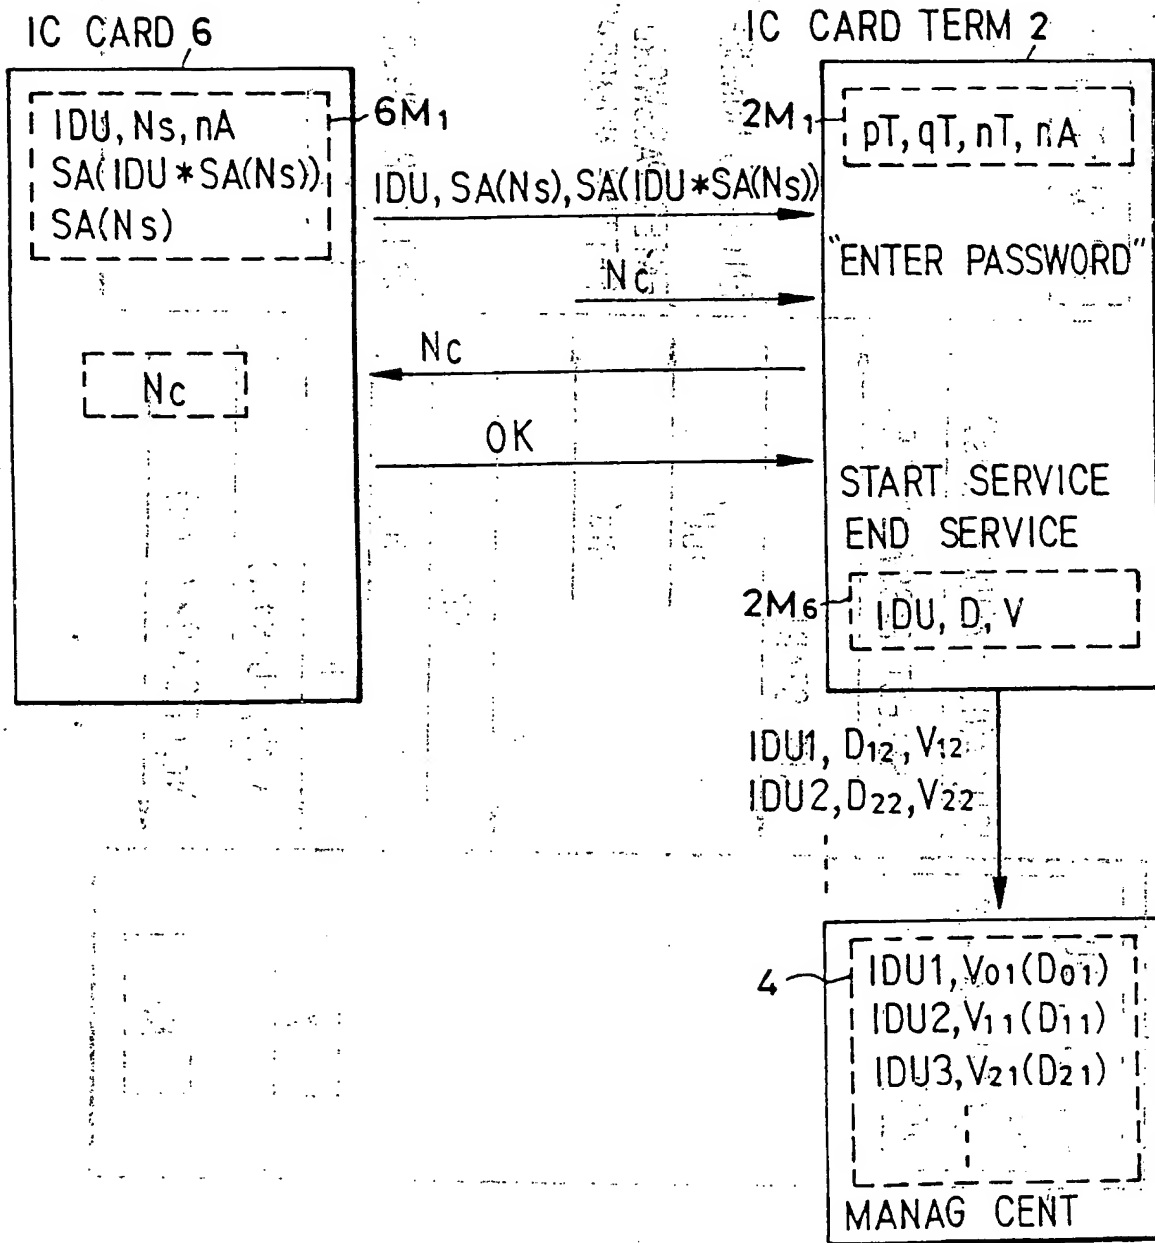 IC CARD 6
IC CARD TERM 2
IDU, Ns, nA
SA(IDU*SA(Ns))
SA(Ns)
6M1
2M1
pT, qT, nT, nA
IDU, SA(Ns), SA(IDU*SA(Ns))
"ENTER PASSWORD"
Nc
Nc
Nc
OK
START SERVICE
END SERVICE
2M6
IDU, D, V
IDU1, D12, V12
IDU2, D22, V22
4
IDU1, V01(D01)
IDU2, V11(D11)
IDU3, V21(D21)
MANAG CENT